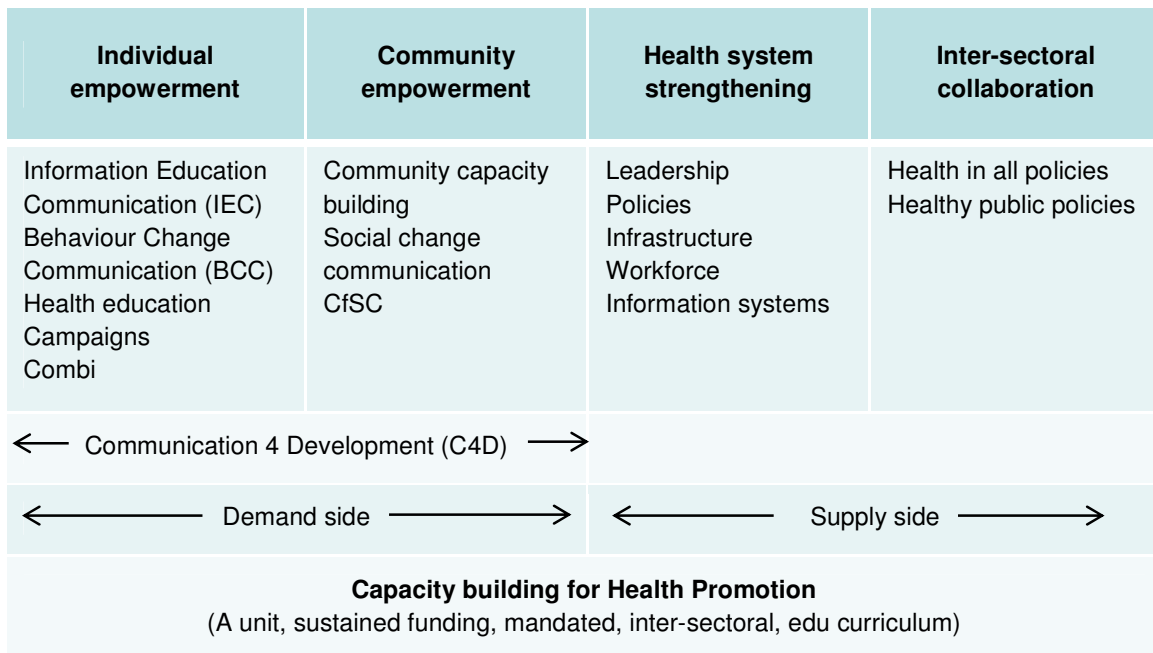 Individual
empowerment
Community
empowerment
Health system
strengthening
Inter-sectoral
collaboration
Information Education
Communication (IEC)
Behaviour Change
Communication (BCC)
Health education
Campaigns
Combi
Community capacity
building
Social change
communication
CfSC
Leadership
Policies
Infrastructure
Workforce
Information systems
Health in all policies
Healthy public policies
Communication 4 Development (C4D)
Demand side
Supply side
Capacity building for Health Promotion
(A unit, sustained funding, mandated, inter-sectoral, edu curriculum)